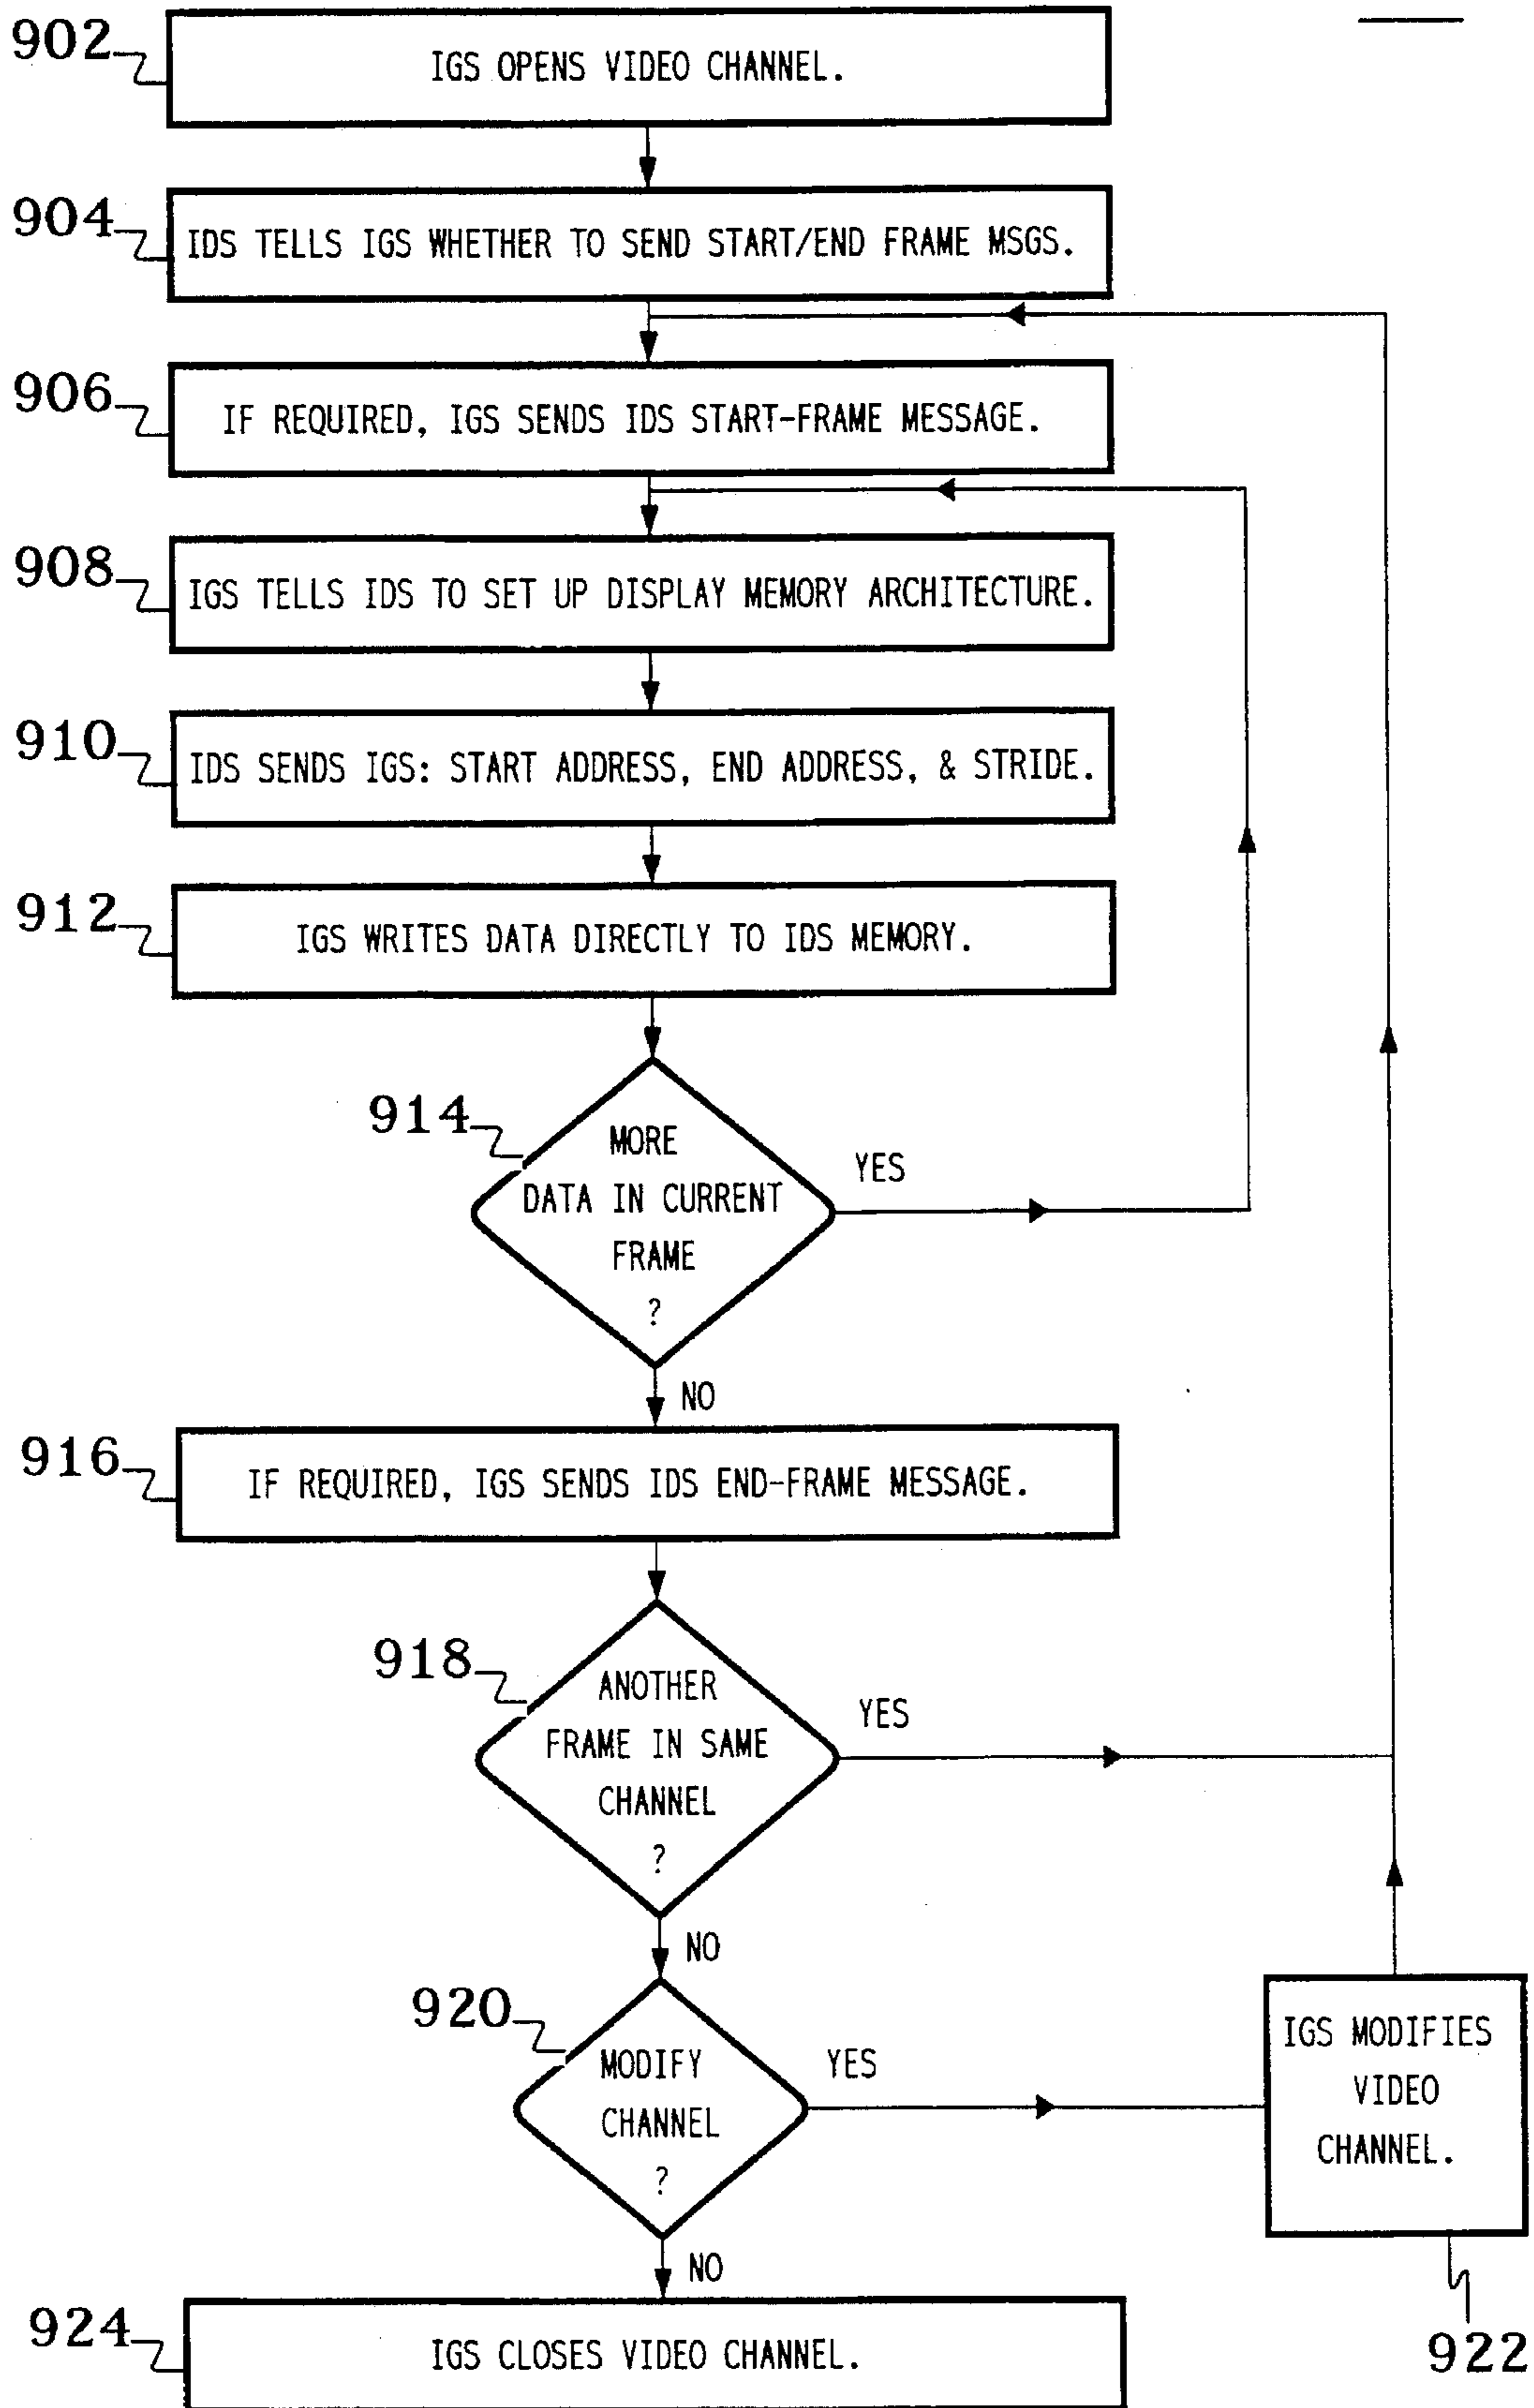 902
IGS OPENS VIDEO CHANNEL.
904
IDS TELLS IGS WHETHER TO SEND START/END FRAME MSGS.
906
IF REQUIRED, IGS SENDS IDS START-FRAME MESSAGE.
908
IGS TELLS IDS TO SET UP DISPLAY MEMORY ARCHITECTURE.
910
IDS SENDS IGS: START ADDRESS, END ADDRESS, & STRIDE.
912
IGS WRITES DATA DIRECTLY TO IDS MEMORY.
914
MORE
DATA IN CURRENT
FRAME
?
YES
NO
916
IF REQUIRED, IGS SENDS IDS END-FRAME MESSAGE.
918
ANOTHER
FRAME IN SAME
CHANNEL
?
YES
NO
920
MODIFY
CHANNEL
?
YES
IGS MODIFIES
VIDEO
CHANNEL.
922
NO
924
IGS CLOSES VIDEO CHANNEL.